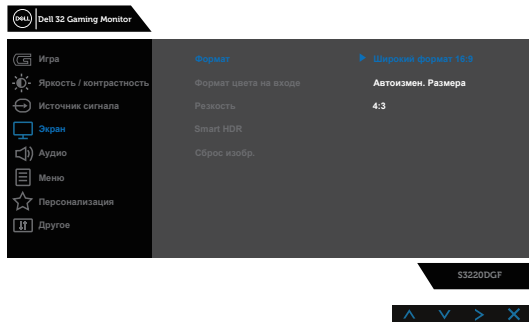 DELL Dell 32 Gaming Monitor
Игра
Яркость / контрастность
Источник сигнала
Экран
Аудио
Меню
Персонализация
Другое
Формат
Формат цвета на входе
Резкость
Smart HDR
Сброс изобр.
Широкий формат 16:9
Автоизмен. Размера
4:3
S3220DGF